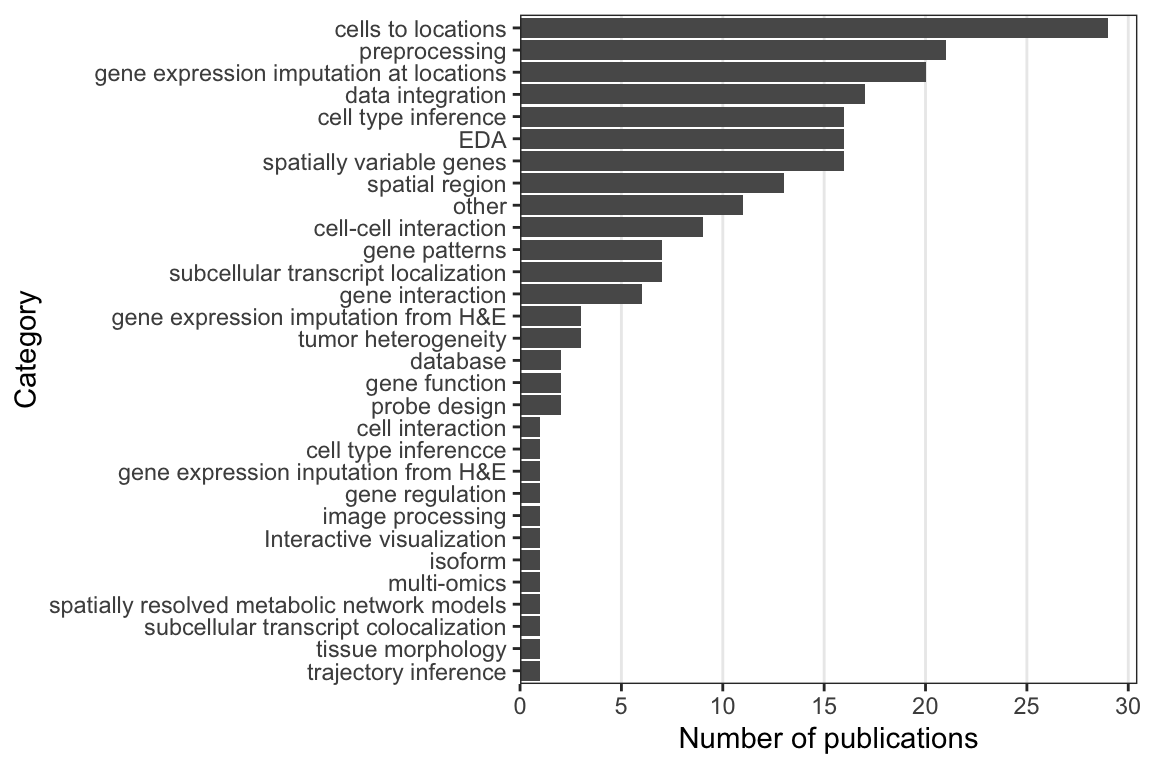 cells to locations
preprocessing
gene expression imputation at locations
data integration
cell type inference
EDA
spatially variable genes
spatial region
other
cell-cell interaction
gene patterns
subcellular transcript localization
gene interaction
gene expression imputation from H&E
tumor heterogeneity
database
gene function
probe design
cell interaction
cell type inferencce
gene expression inputation from H&E
gene regulation
image processing
Interactive visualization
isoform
multi-omics
spatially resolved metabolic network models
subcellular transcript colocalization
tissue morphology
trajectory inference
Category
0 5 10 15 20 25 30
Number of publications